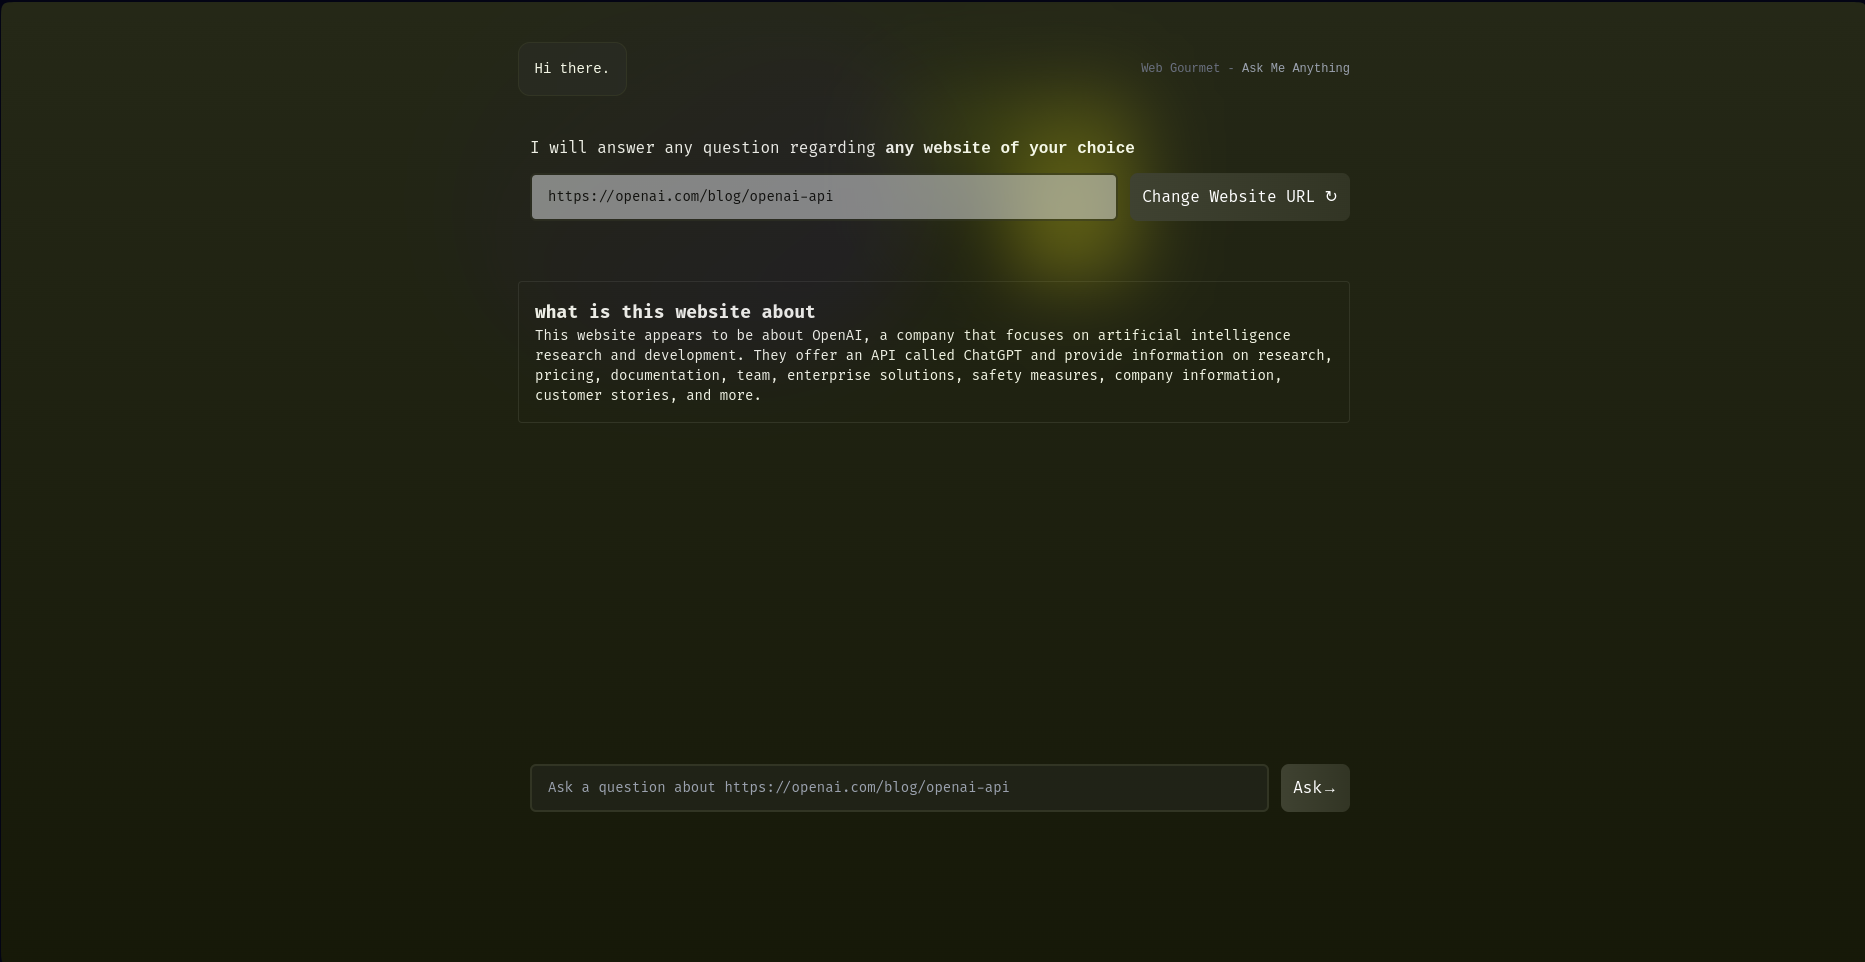 Hi there.
Web Gourmet - Ask Me Anything
I will answer any question regarding any website of your choice
https://openai.com/blog/openai-api
Change Website URL ↻
what is this website about
This website appears to be about OpenAI, a company that focuses on artificial intelligence
research and development. They offer an API called ChatGPT and provide information on research,
pricing, documentation, team, enterprise solutions, safety measures, company information,
customer stories, and more.
Ask a question about https://openai.com/blog/openai-api
Ask→